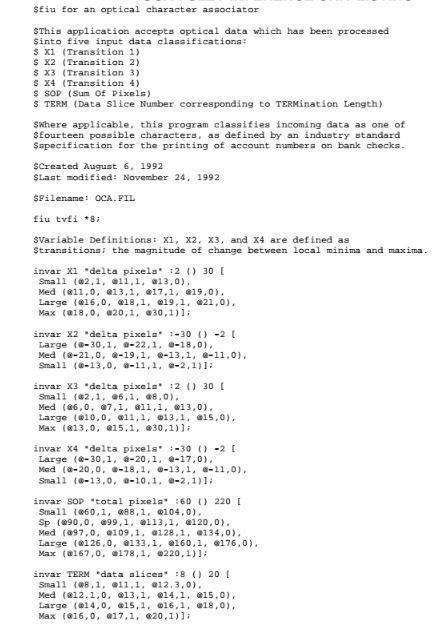 $fiu for an optical character associator
$This application accepts optical data which has been processed
$into five input data classifications:
$ X1 (Transition 1)
$ X2 (Transition 2)
$ X3 (Transition 3)
$ X4 (Transition 4)
$ SOP (Sum Of Pixels)
$ TERM (Data Slice Number corresponding to TERMination Length)
$Where applicable, this program classifies incoming data as one of
$fourteen possible characters, as defined by an industry standard
$specification for the printing of account numbers on bank checks.
$Created August 6, 1992
$Last modified: November 24, 1992
$Filename: OCA.FIL
fiu tvfi *8;
$Variable Definitions: X1, X2, X3, and X4 are defined as
$transitions; the magnitude of change between local minima and maxima.
invar X1 "delta pixels" :2 () 30 [
Small (@2,1, @11,1, @13,0),
Med (@11,0, @13,1, @17,1, @19,0),
Large (@16,0, @18,1, @19,1, @21,0),
Max (@18,0, @20,1, @30,1)];
invar X2 "delta pixels" :-30 () -2 [
Large (@-30,1, @-22,1, @-18,0),
Med (@-21,0, @-19,1, @-13,1, @-11,0),
Small (@-13,0, @-11,1, @-2,1)];
invar X3 "delta pixels" :2 () 30 [
Small (@2,1, @6,1, @8,0),
Med (@6,0, @7,1, @11,1, @13,0),
Large (@10,0, @11,1, @13,1, @15,0),
Max (@13,0, @15,1, @30,1)];
invar X4 "delta pixels" :-30 () -2 [
Large (@-30,1, @-20,1, @-17,0),
Med (@-20,0, @-18,1, @-13,1, @-11,0),
Small (@-13,0, @-10,1, @-2,1)];
invar SOP "total pixels" :60 () 220 [
Small (@60,1, @88,1, @104,0),
Sp (@90,0, @99,1, @113,1, @120,0),
Med (@97,0, @109,1, @128,1, @134,0),
Large (@126,0, @133,1, @160,1, @176,0),
Max (@167,0, @178,1, @220,1)];
invar TERM "data slices" :8 () 20 [
Small (@8,1, @11,1, @12.3,0),
Med (@12.1,0, @13,1, @14,1, @15,0),
Large (@14,0, @15,1, @16,1, @18,0),
Max (@16,0, @17,1, @20,1)];